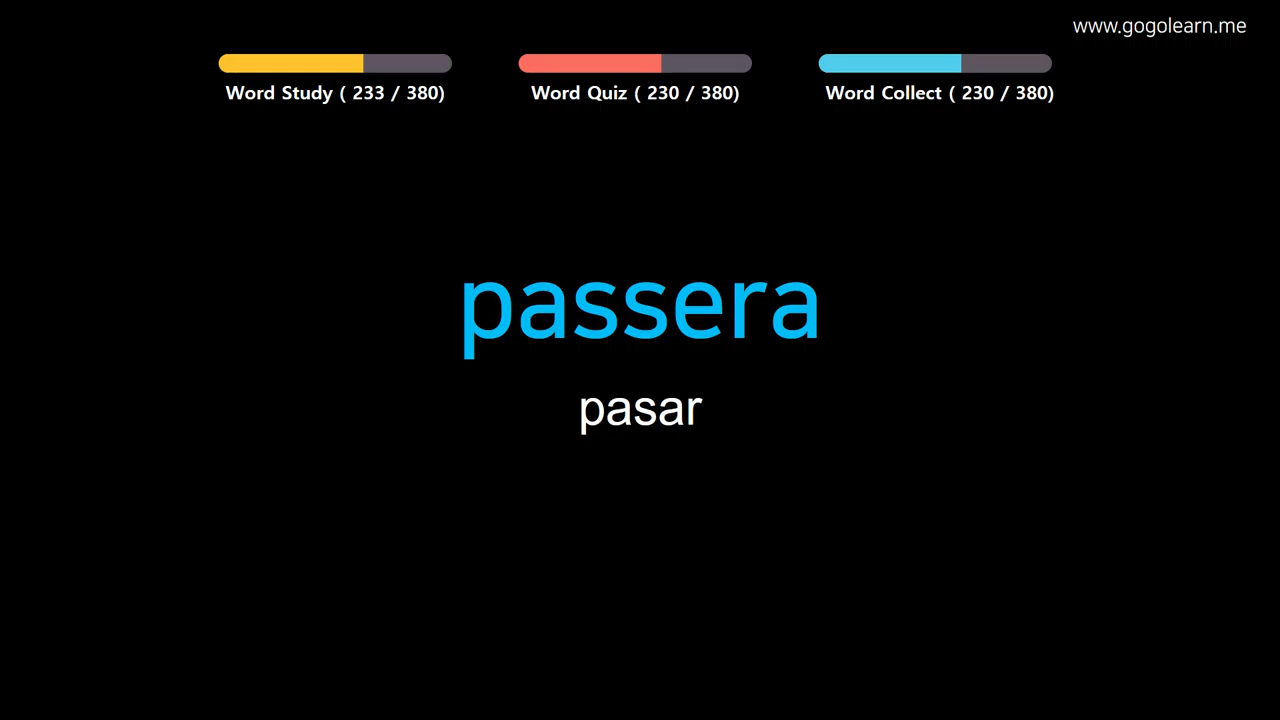 www.gogolearn.me
Word Study ( 233 / 380)
Word Quiz ( 230 / 380)
Word Collect ( 230 / 380)
passera
pasar